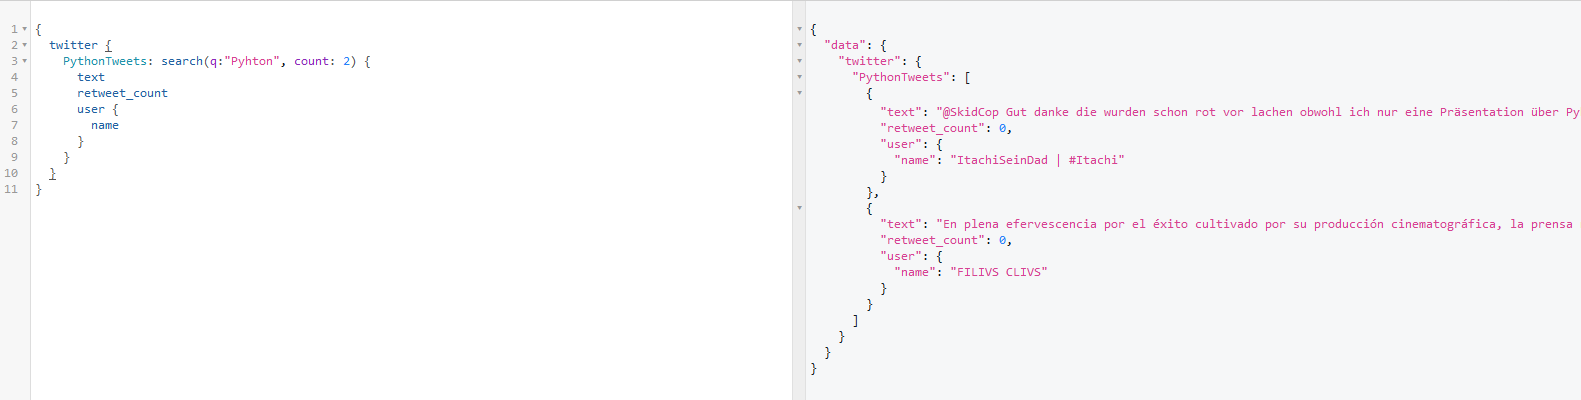 1 {
2 twitter {
3 PythonTweets: search(q:"Pyhton", count: 2) {
4 text
5 retweet_count
6 user {
7 name
8 }
9 }
10 }
11 }
{
"data": {
"twitter": {
"PythonTweets": [
{
"text": "@SkidCop Gut danke die wurden schon rot vor lachen obwohl ich nur eine Präsentation über Py
"retweet_count": 0,
"user": {
"name": "ItachiSeinDad | #Itachi"
}
},
{
"text": "En plena efervescencia por el éxito cultivado por su producción cinematográfica, la prensa
"retweet_count": 0,
"user": {
"name": "FILIVS CLIVS"
}
}
]
}
}
}